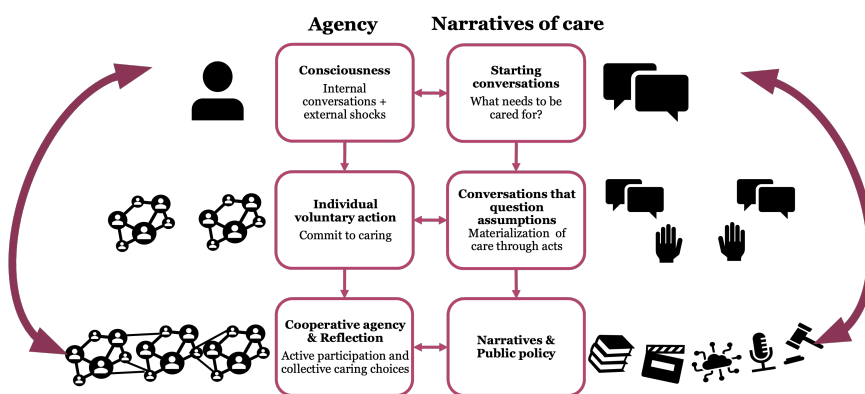 Agency
Narratives of care
Consciousness
Internal
conversations +
external shocks
Starting
conversations
What needs to be
cared for?
Individual
voluntary action
Commit to caring
Conversations that
question
assumptions
Materialization of
care through acts
Cooperative agency
& Reflection
Active participation and
collective caring choices
Narratives &
Public policy